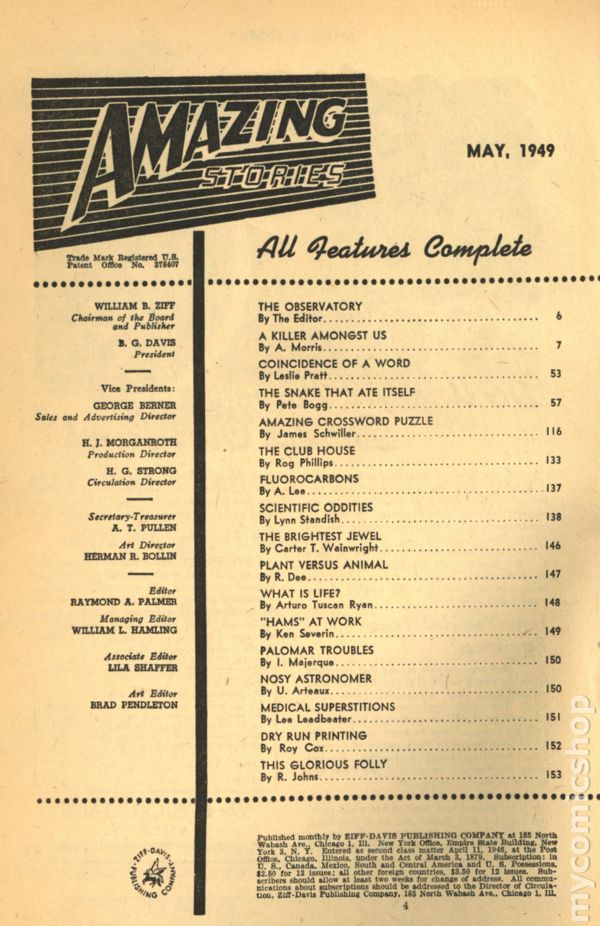 AMAZING
STORIES
MAY, 1949
Trade Mark Registered U.S.
Patent Office No. 378407
All Features Complete
WILLIAM B. ZIFF
Chairman of the Board
and Publisher
B. G. DAVIS
President
Vice Presidents:
GEORGE BERNER
Sales and Advertising Director
H. J. MORGANROTH
Production Director
H. G. STRONG
Circulation Director
Secretary-Treasurer
A. T. PULLEN
Art Director
HERMAN R. BOLLIN
Editor
RAYMOND A. PALMER
Managing Editor
WILLIAM L. HAMLING
Associate Editor
LILA SHAFFER
Art Editor
BRAD PENDLETON
THE OBSERVATORY
By The Editor........................................ 6
A KILLER AMONGST US
By A. Morris........................................ 7
COINCIDENCE OF A WORD
By Leslie Pratt........................................ 53
THE SNAKE THAT ATE ITSELF
By Pete Bogg........................................ 57
AMAZING CROSSWORD PUZZLE
By James Schwiller........................................ 116
THE CLUB HOUSE
By Rog Phillips........................................ 133
FLUOROCARBONS
By A. Lee........................................ 137
SCIENTIFIC ODDITIES
By Lynn Standish........................................ 138
THE BRIGHTEST JEWEL
By Carter T. Wainwright........................................ 146
PLANT VERSUS ANIMAL
By R. Dee........................................ 147
WHAT IS LIFE?
By Arturo Tuscan Ryan........................................ 148
"HAMS" AT WORK
By Ken Severin........................................ 149
PALOMAR TROUBLES
By I. Majerque........................................ 150
NOSY ASTRONOMER
By U. Arteaux........................................ 150
MEDICAL SUPERSTITIONS
By Lee Leadbeater........................................ 151
DRY RUN PRINTING
By Roy Cox........................................ 152
THIS GLORIOUS FOLLY
By R. Johns........................................ 153
ZIFF-DAVIS
PUBLISHING COMPANY
Published monthly by ZIFF-DAVIS PUBLISHING COMPANY at 185 North
Wabash Ave., Chicago 1, Ill. New York Office, Empire State Building, New
York 3, N. Y. Entered as second class matter April 11, 1946, at the Post
Office, Chicago, Illinois, under the Act of March 3, 1879. Subscription: in
U. S., Canada, Mexico, South and Central America and U. S. Possessions,
$2.50 for 12 issues; all other foreign countries, $3.50 for 12 issues. Sub-
scribers should allow at least two weeks for change of address. All commu-
nications about subscriptions should be addressed to the Director of Circula-
tion, Ziff-Davis Publishing Company, 185 North Wabash Ave., Chicago 1, Ill.
4
mycomicshop